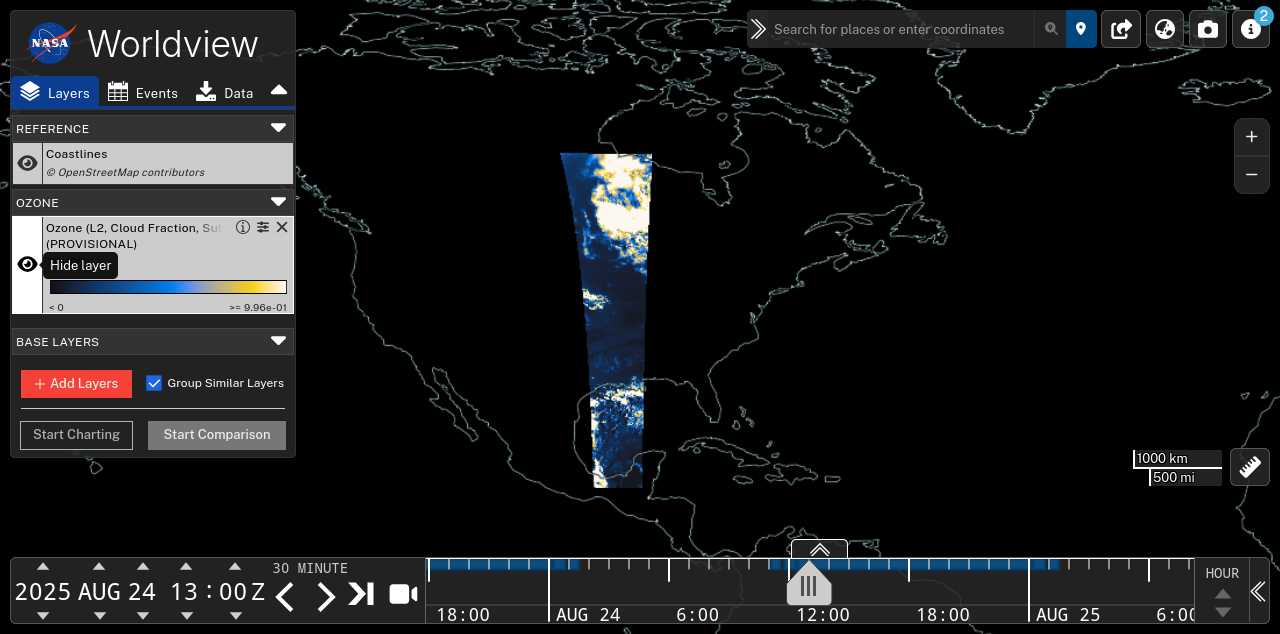 NASA Worldview
Search for places or enter coordinates
2
Layers
Events
Data
REFERENCE
Coastlines
© OpenStreetMap contributors
OZONE
Ozone (L2, Cloud Fraction, Su
(PROVISIONAL)
Hide layer
< 0
>= 9.96e-01
BASE LAYERS
+ Add Layers
Group Similar Layers
Start Charting
Start Comparison
1000 km
500 mi
2025 AUG 24 13 : 00 Z
30 MINUTE
18:00
AUG 24
6:00
12:00
18:00
AUG 25
6:00
HOUR